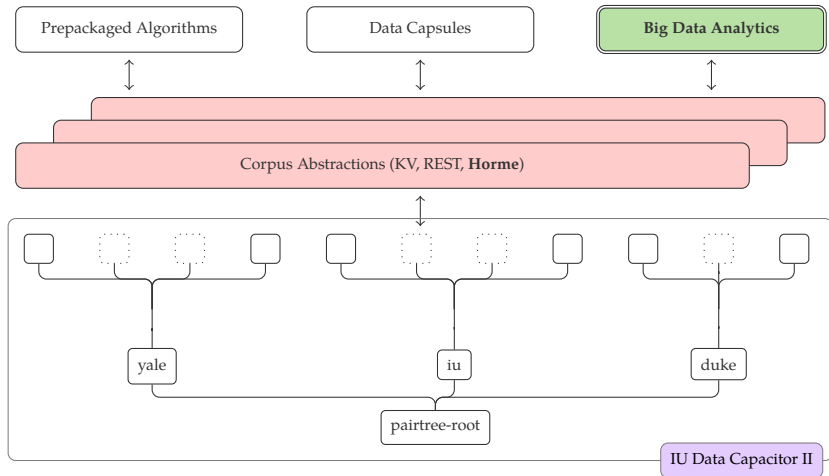 Prepackaged Algorithms
Data Capsules
Big Data Analytics
Corpus Abstractions (KV, REST, Horme)
yale
iu
duke
pairtree-root
IU Data Capacitor II